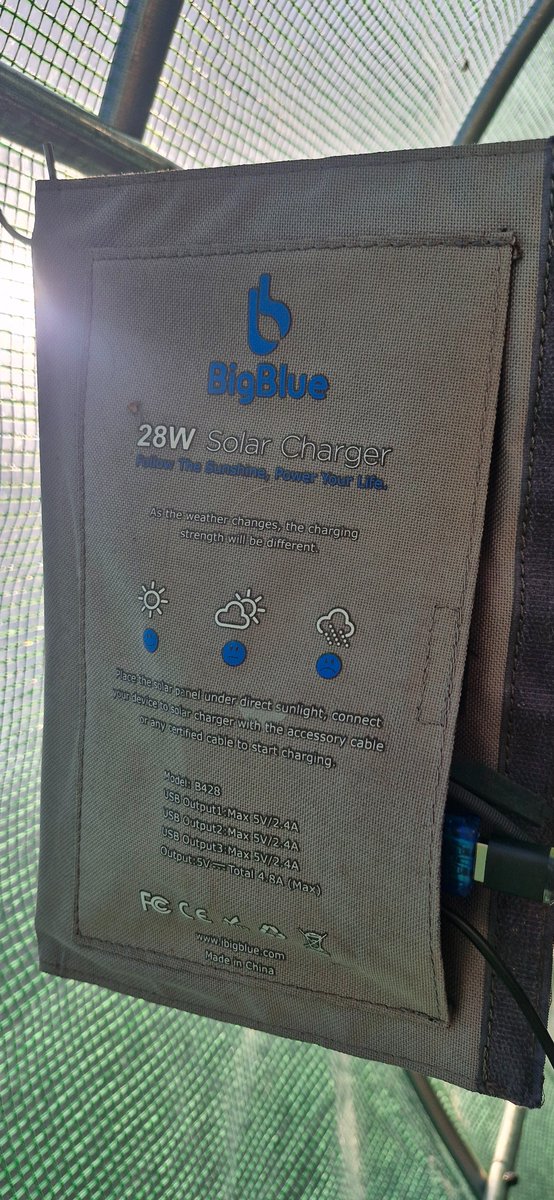 BigBlue
28W Solar Charger
Follow The Sunshine, Power Your Life.
As the weather changes, the charging
strength will be different.
Place the solar panel under direct sunlight, connect
your device to solar charger with the accessory cable
or any sertified cable to start charging.
Model: B428
USB Output1:Max 5V/2.4A
USB Output2:Max 5V/2.4A
USB Output3:Max 5V/2.4A
Output:5V⎓Total 4.8A (Max)
FC CE
www.ibigblue.com
Made in China